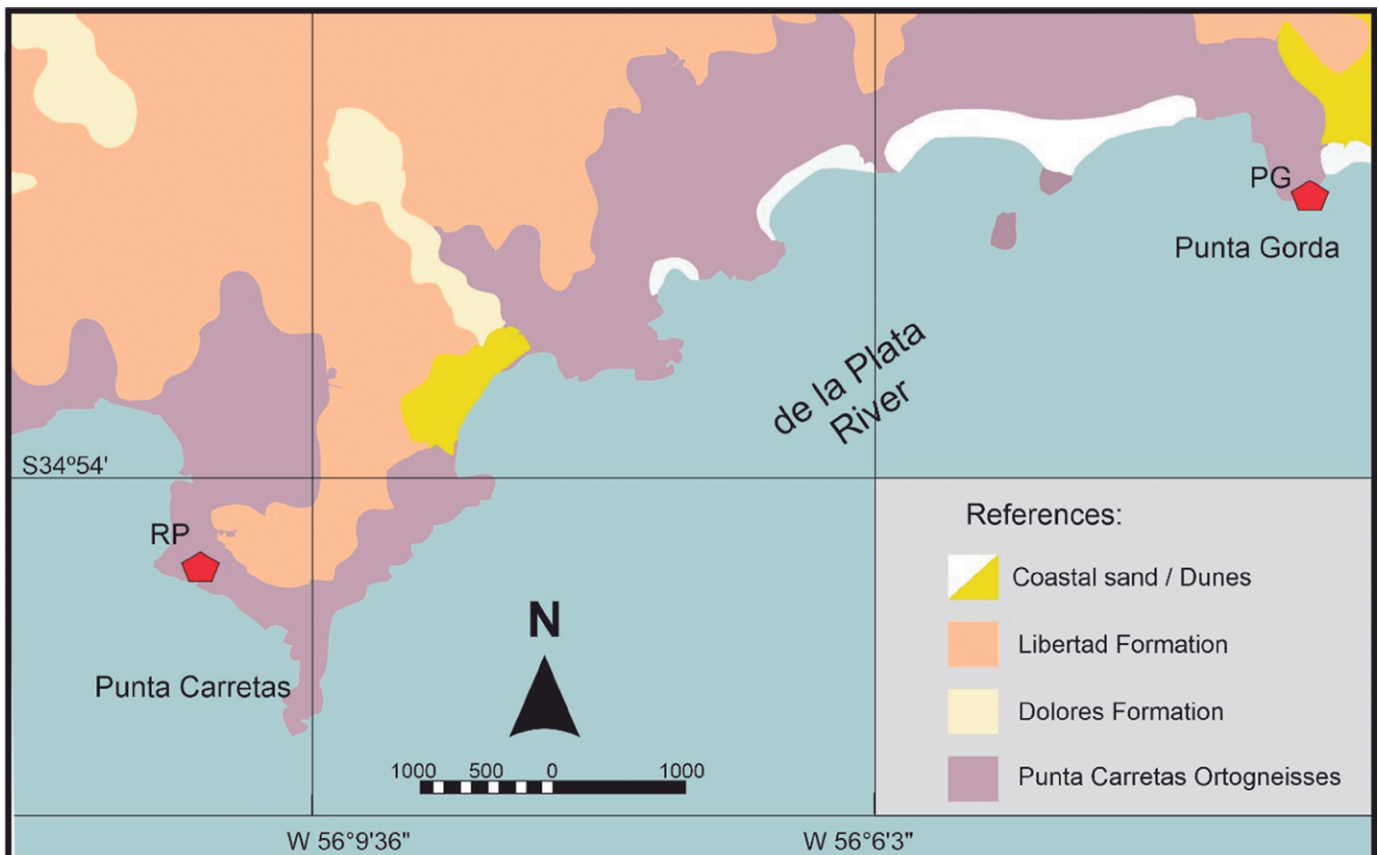 PG
Punta Gorda
de la Plata
River
S34º54'
RP
Punta Carretas
N
1000 500 0 1000
References:
Coastal sand / Dunes
Libertad Formation
Dolores Formation
Punta Carretas Ortogneisses
W 56°9'36"
W 56°6'3"